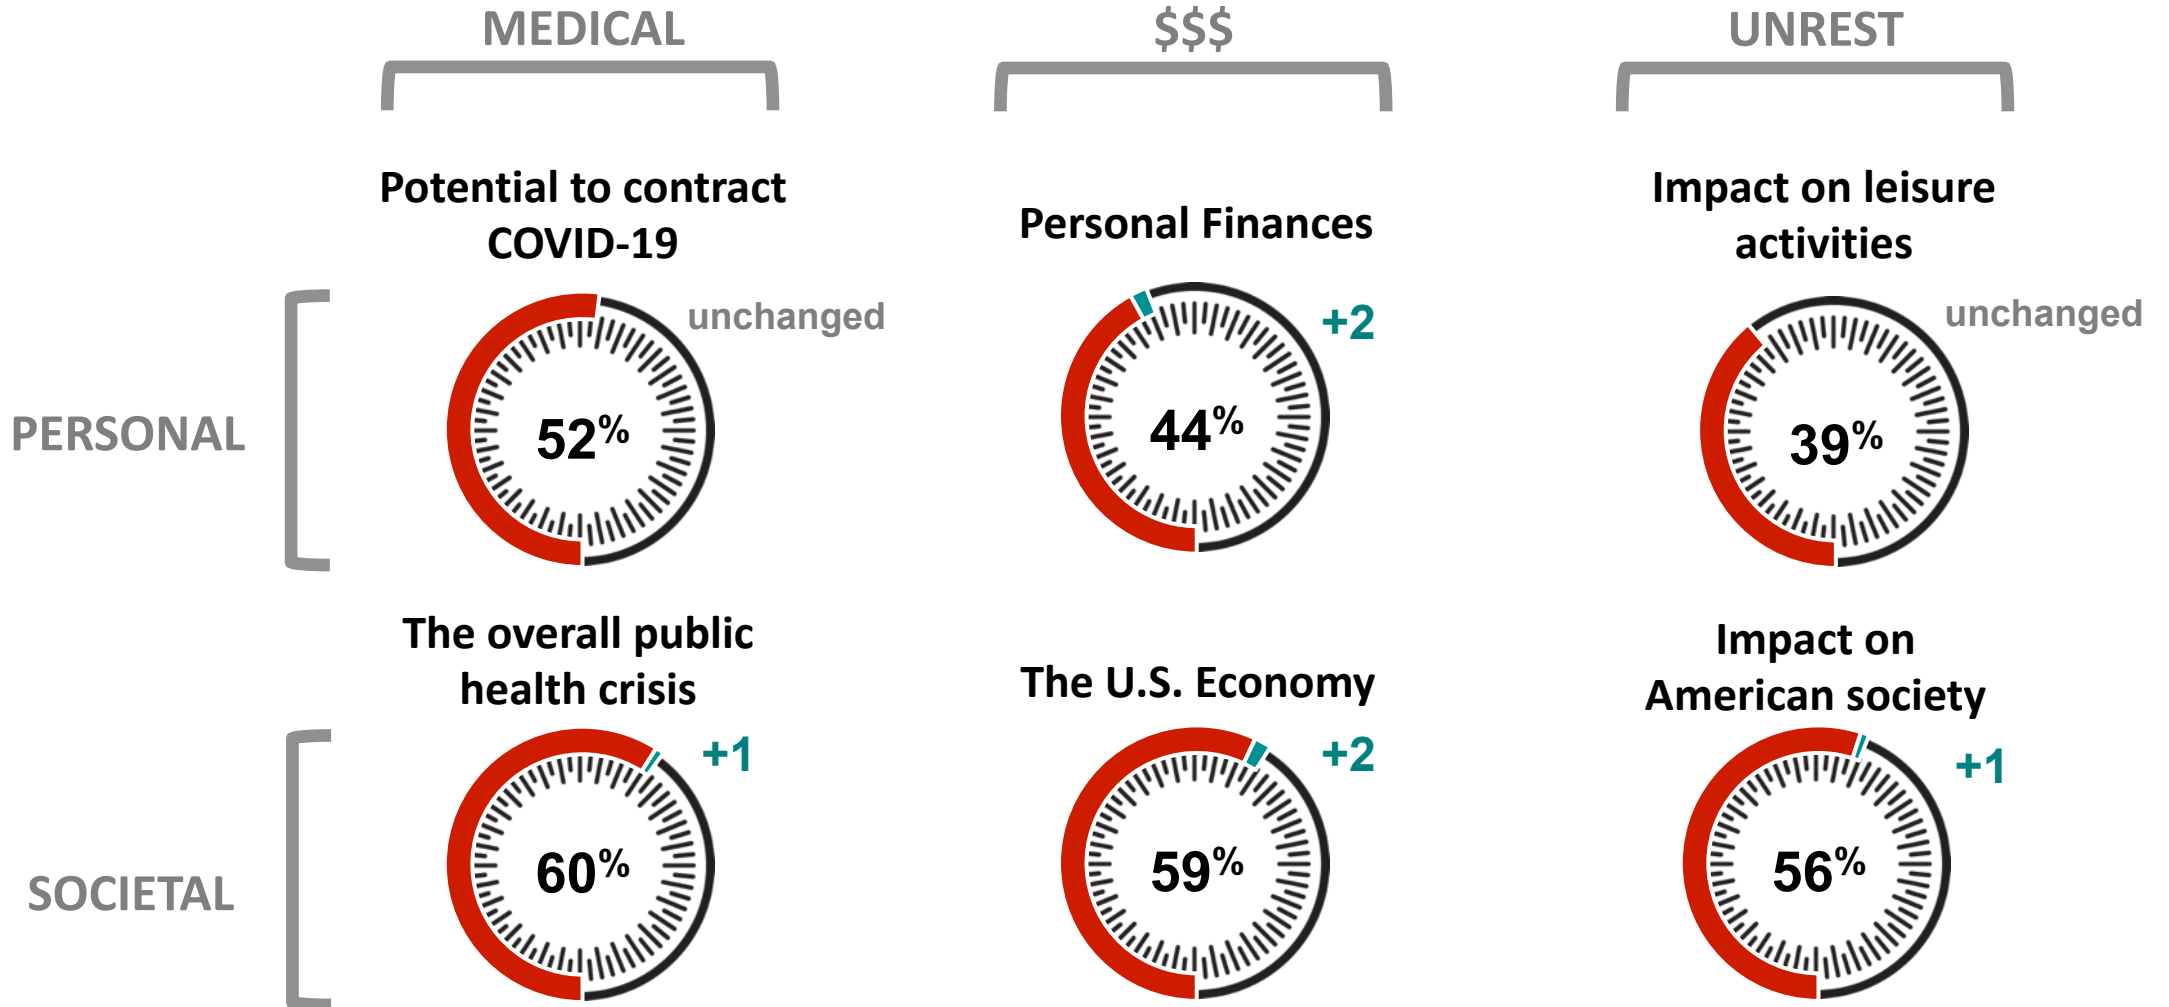 MEDICAL
$$$
UNREST
PERSONAL
Potential to contract
COVID-19
unchanged
52%
Personal Finances
+2
44%
Impact on leisure
activities
unchanged
39%
SOCIETAL
The overall public
health crisis
+1
60%
The U.S. Economy
+2
59%
Impact on
American society
+1
56%